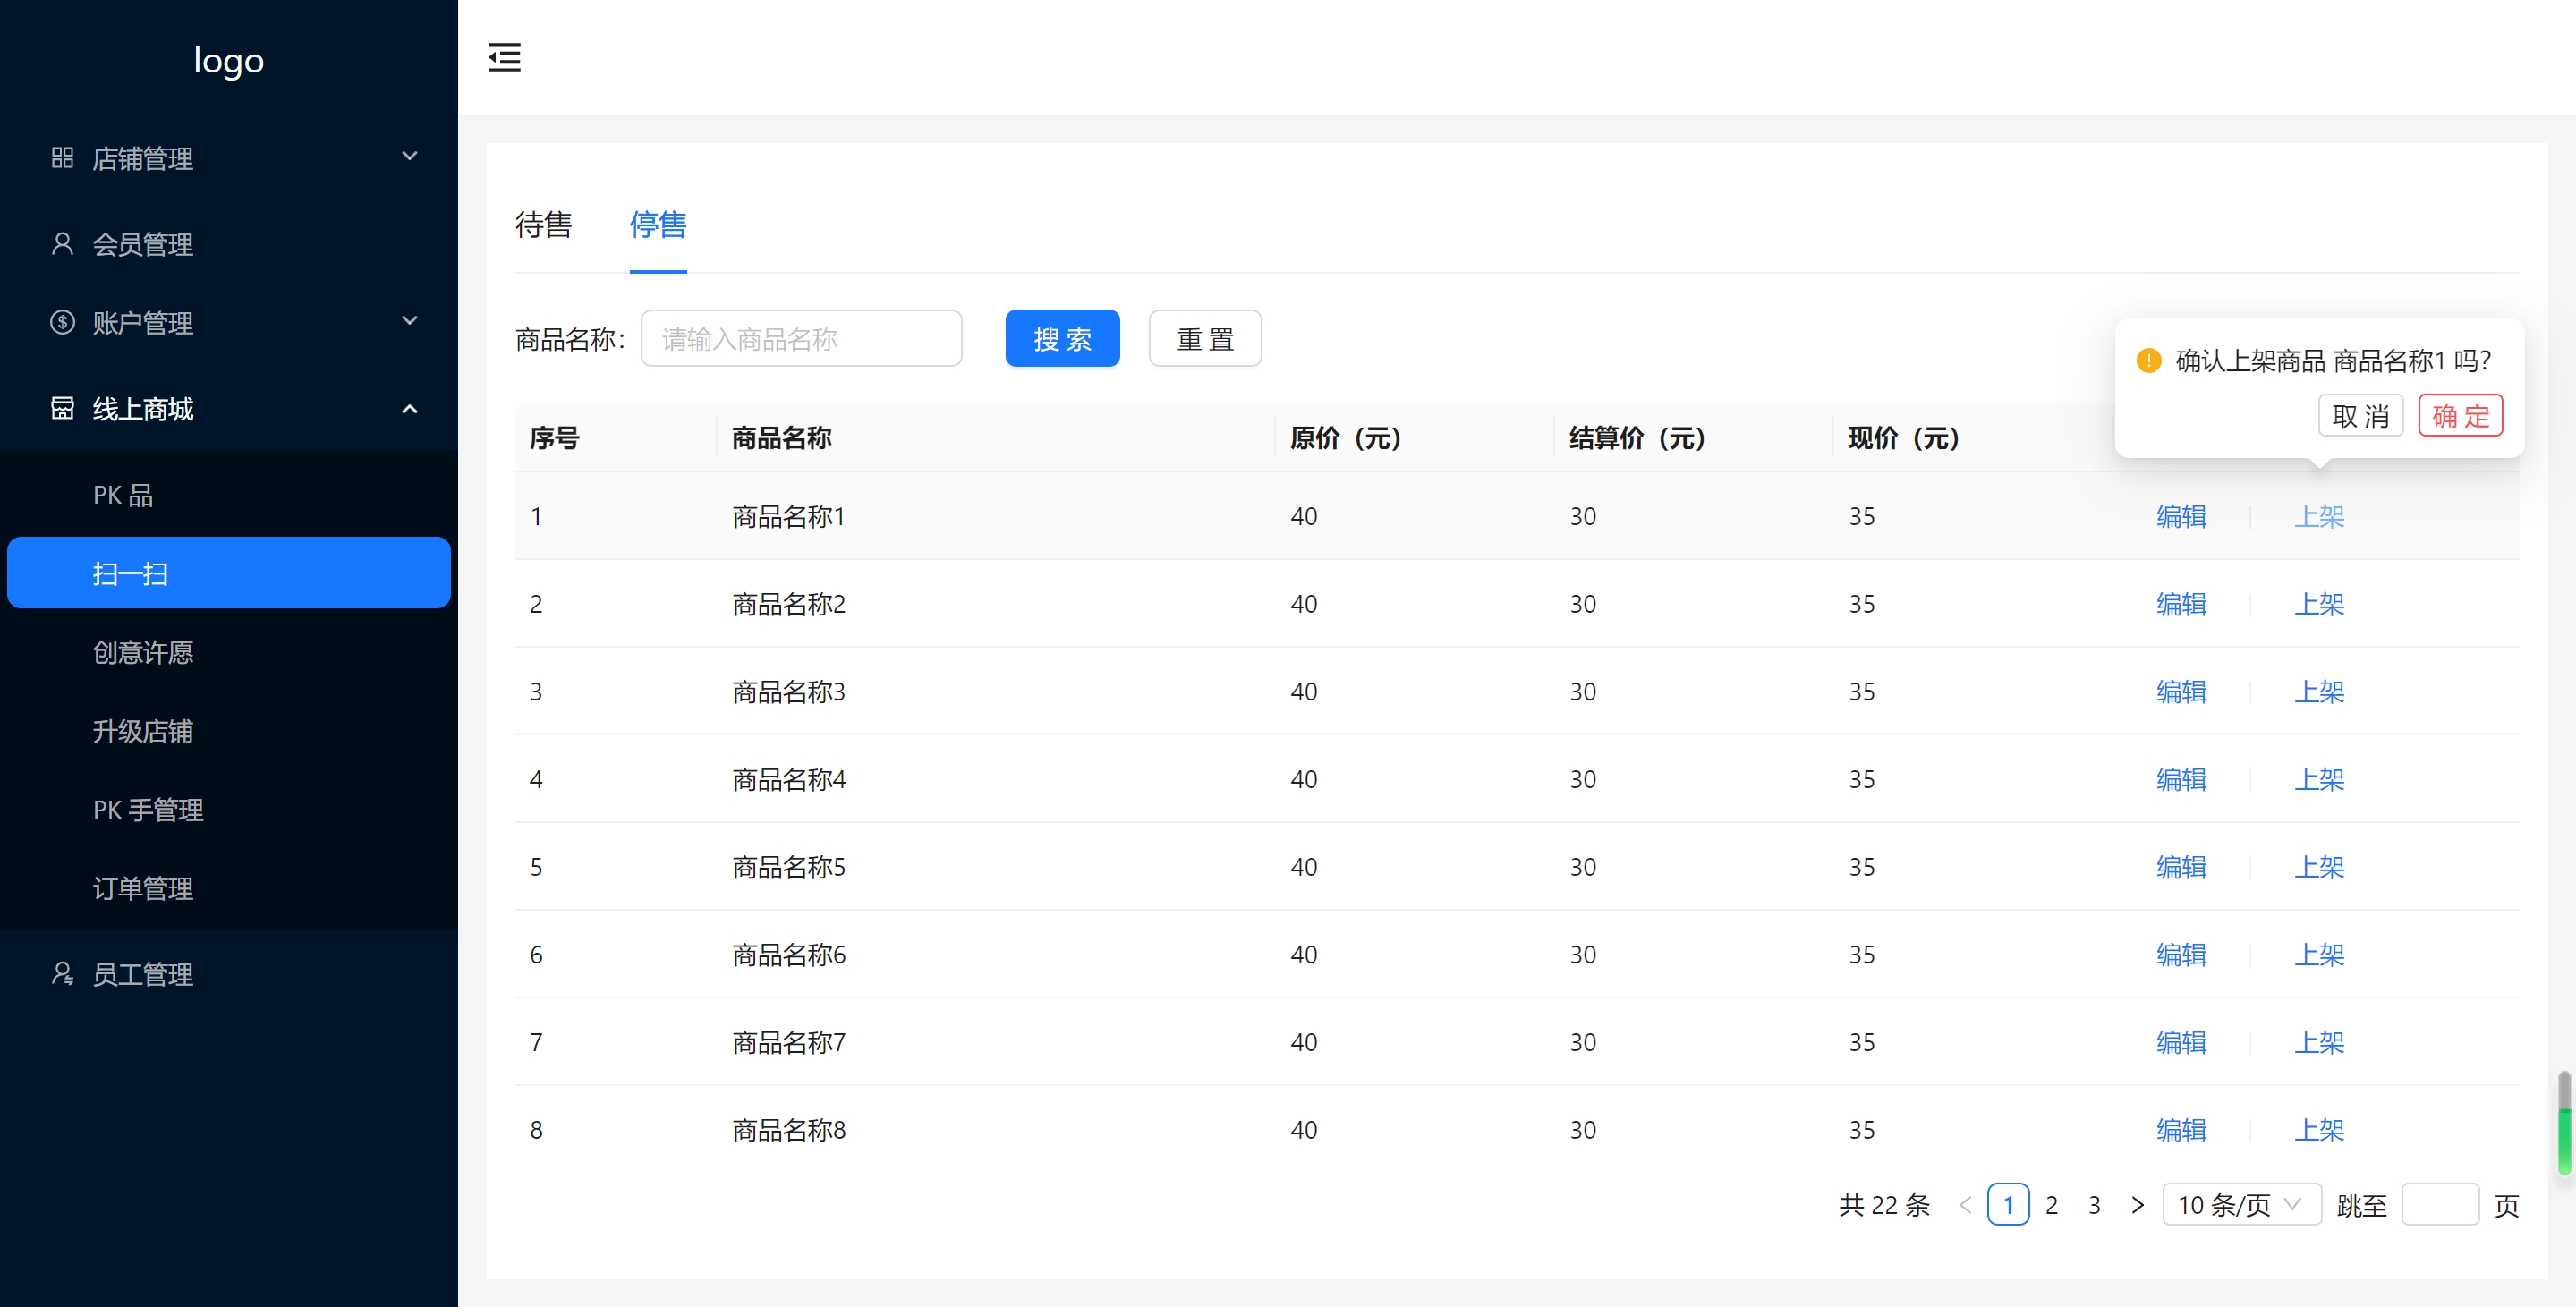 logo
店铺管理
会员管理
账户管理
线上商城
PK 品
扫一扫
创意许愿
升级店铺
PK 手管理
订单管理
员工管理
待售 停售
商品名称: 请输入商品名称 搜 索 重 置
确认上架商品 商品名称1 吗?
取 消 确 定
序号 商品名称 原价（元） 结算价（元） 现价（元）
1 商品名称1 40 30 35 编辑 上架
2 商品名称2 40 30 35 编辑 上架
3 商品名称3 40 30 35 编辑 上架
4 商品名称4 40 30 35 编辑 上架
5 商品名称5 40 30 35 编辑 上架
6 商品名称6 40 30 35 编辑 上架
7 商品名称7 40 30 35 编辑 上架
8 商品名称8 40 30 35 编辑 上架
共 22 条 < 1 2 3 > 10 条/页 跳至 页